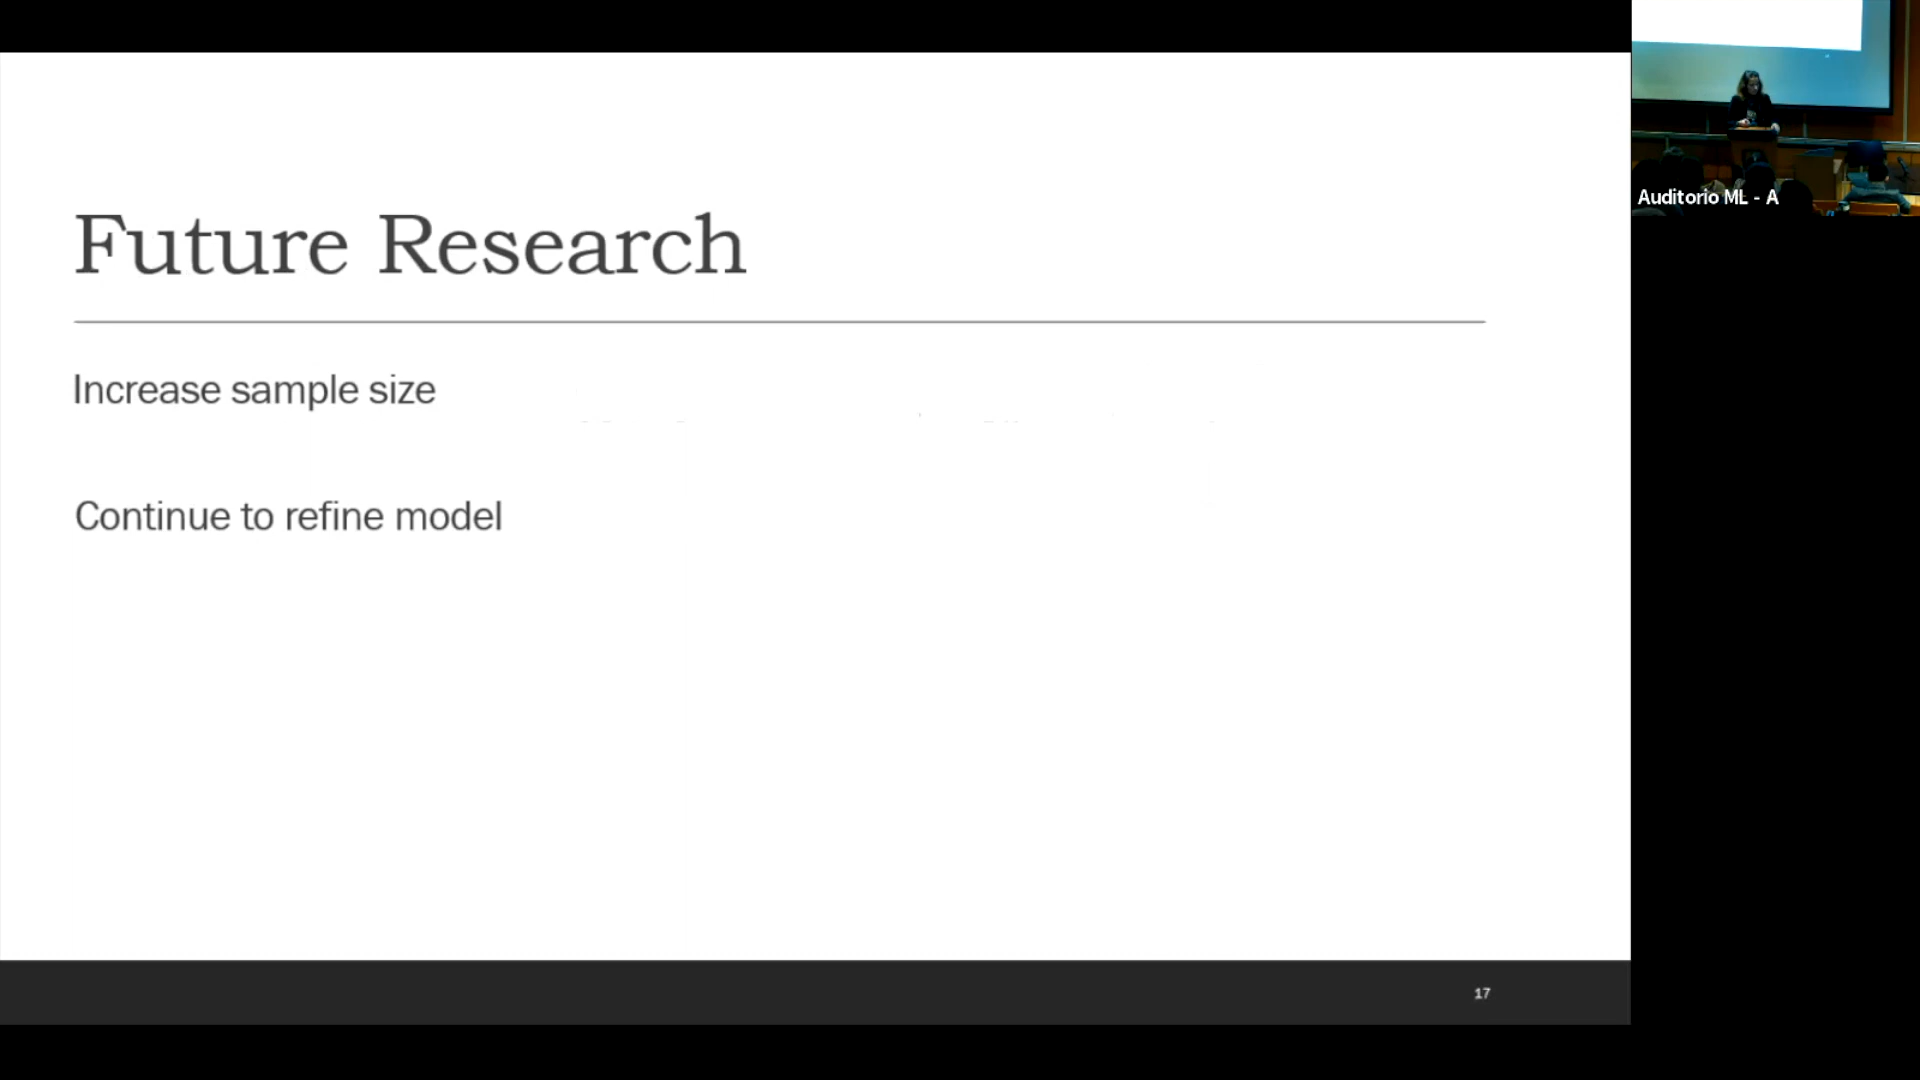 Future Research
Increase sample size
Continue to refine model
17
Auditorio ML - A